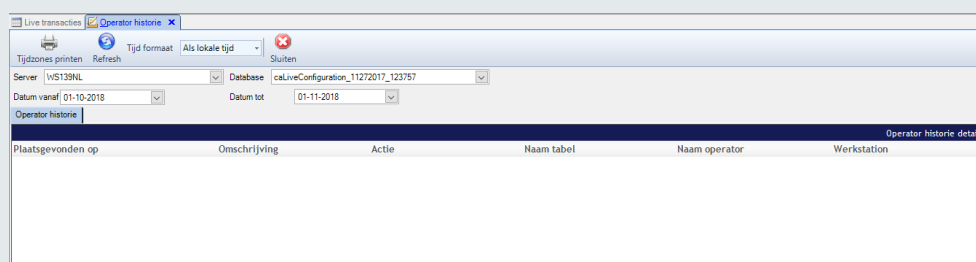 Live transacties Operator historie X
Tijdzones printen Refresh Tijd formaat Als lokale tijd Sluiten
Server WS139NL Database caLiveConfiguration_11272017_123757
Datum vanaf 01-10-2018 Datum tot 01-11-2018
Operator historie
Operator historie detai
Plaatsgevonden op Omschrijving Actie Naam tabel Naam operator Werkstation